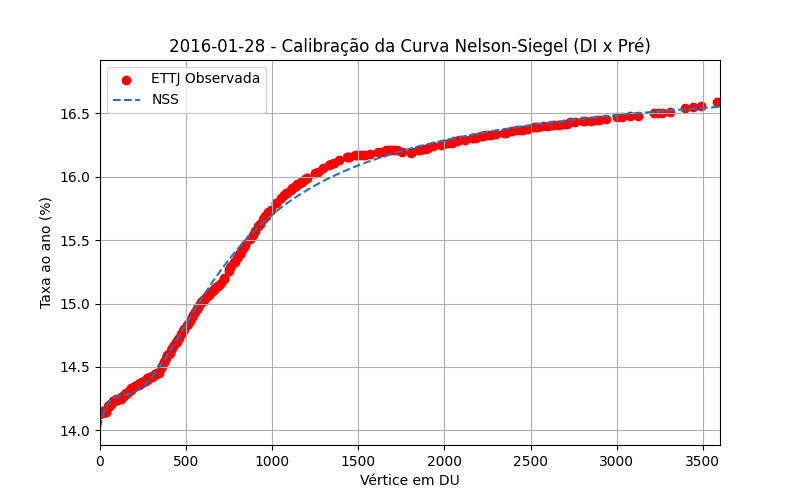 2016-01-28 - Calibração da Curva Nelson-Siegel (DI x Pré)
ETTJ Observada
NSS
Taxa ao ano (%)
16.5
16.0
15.5
15.0
14.5
14.0
0 500 1000 1500 2000 2500 3000 3500
Vértice em DU